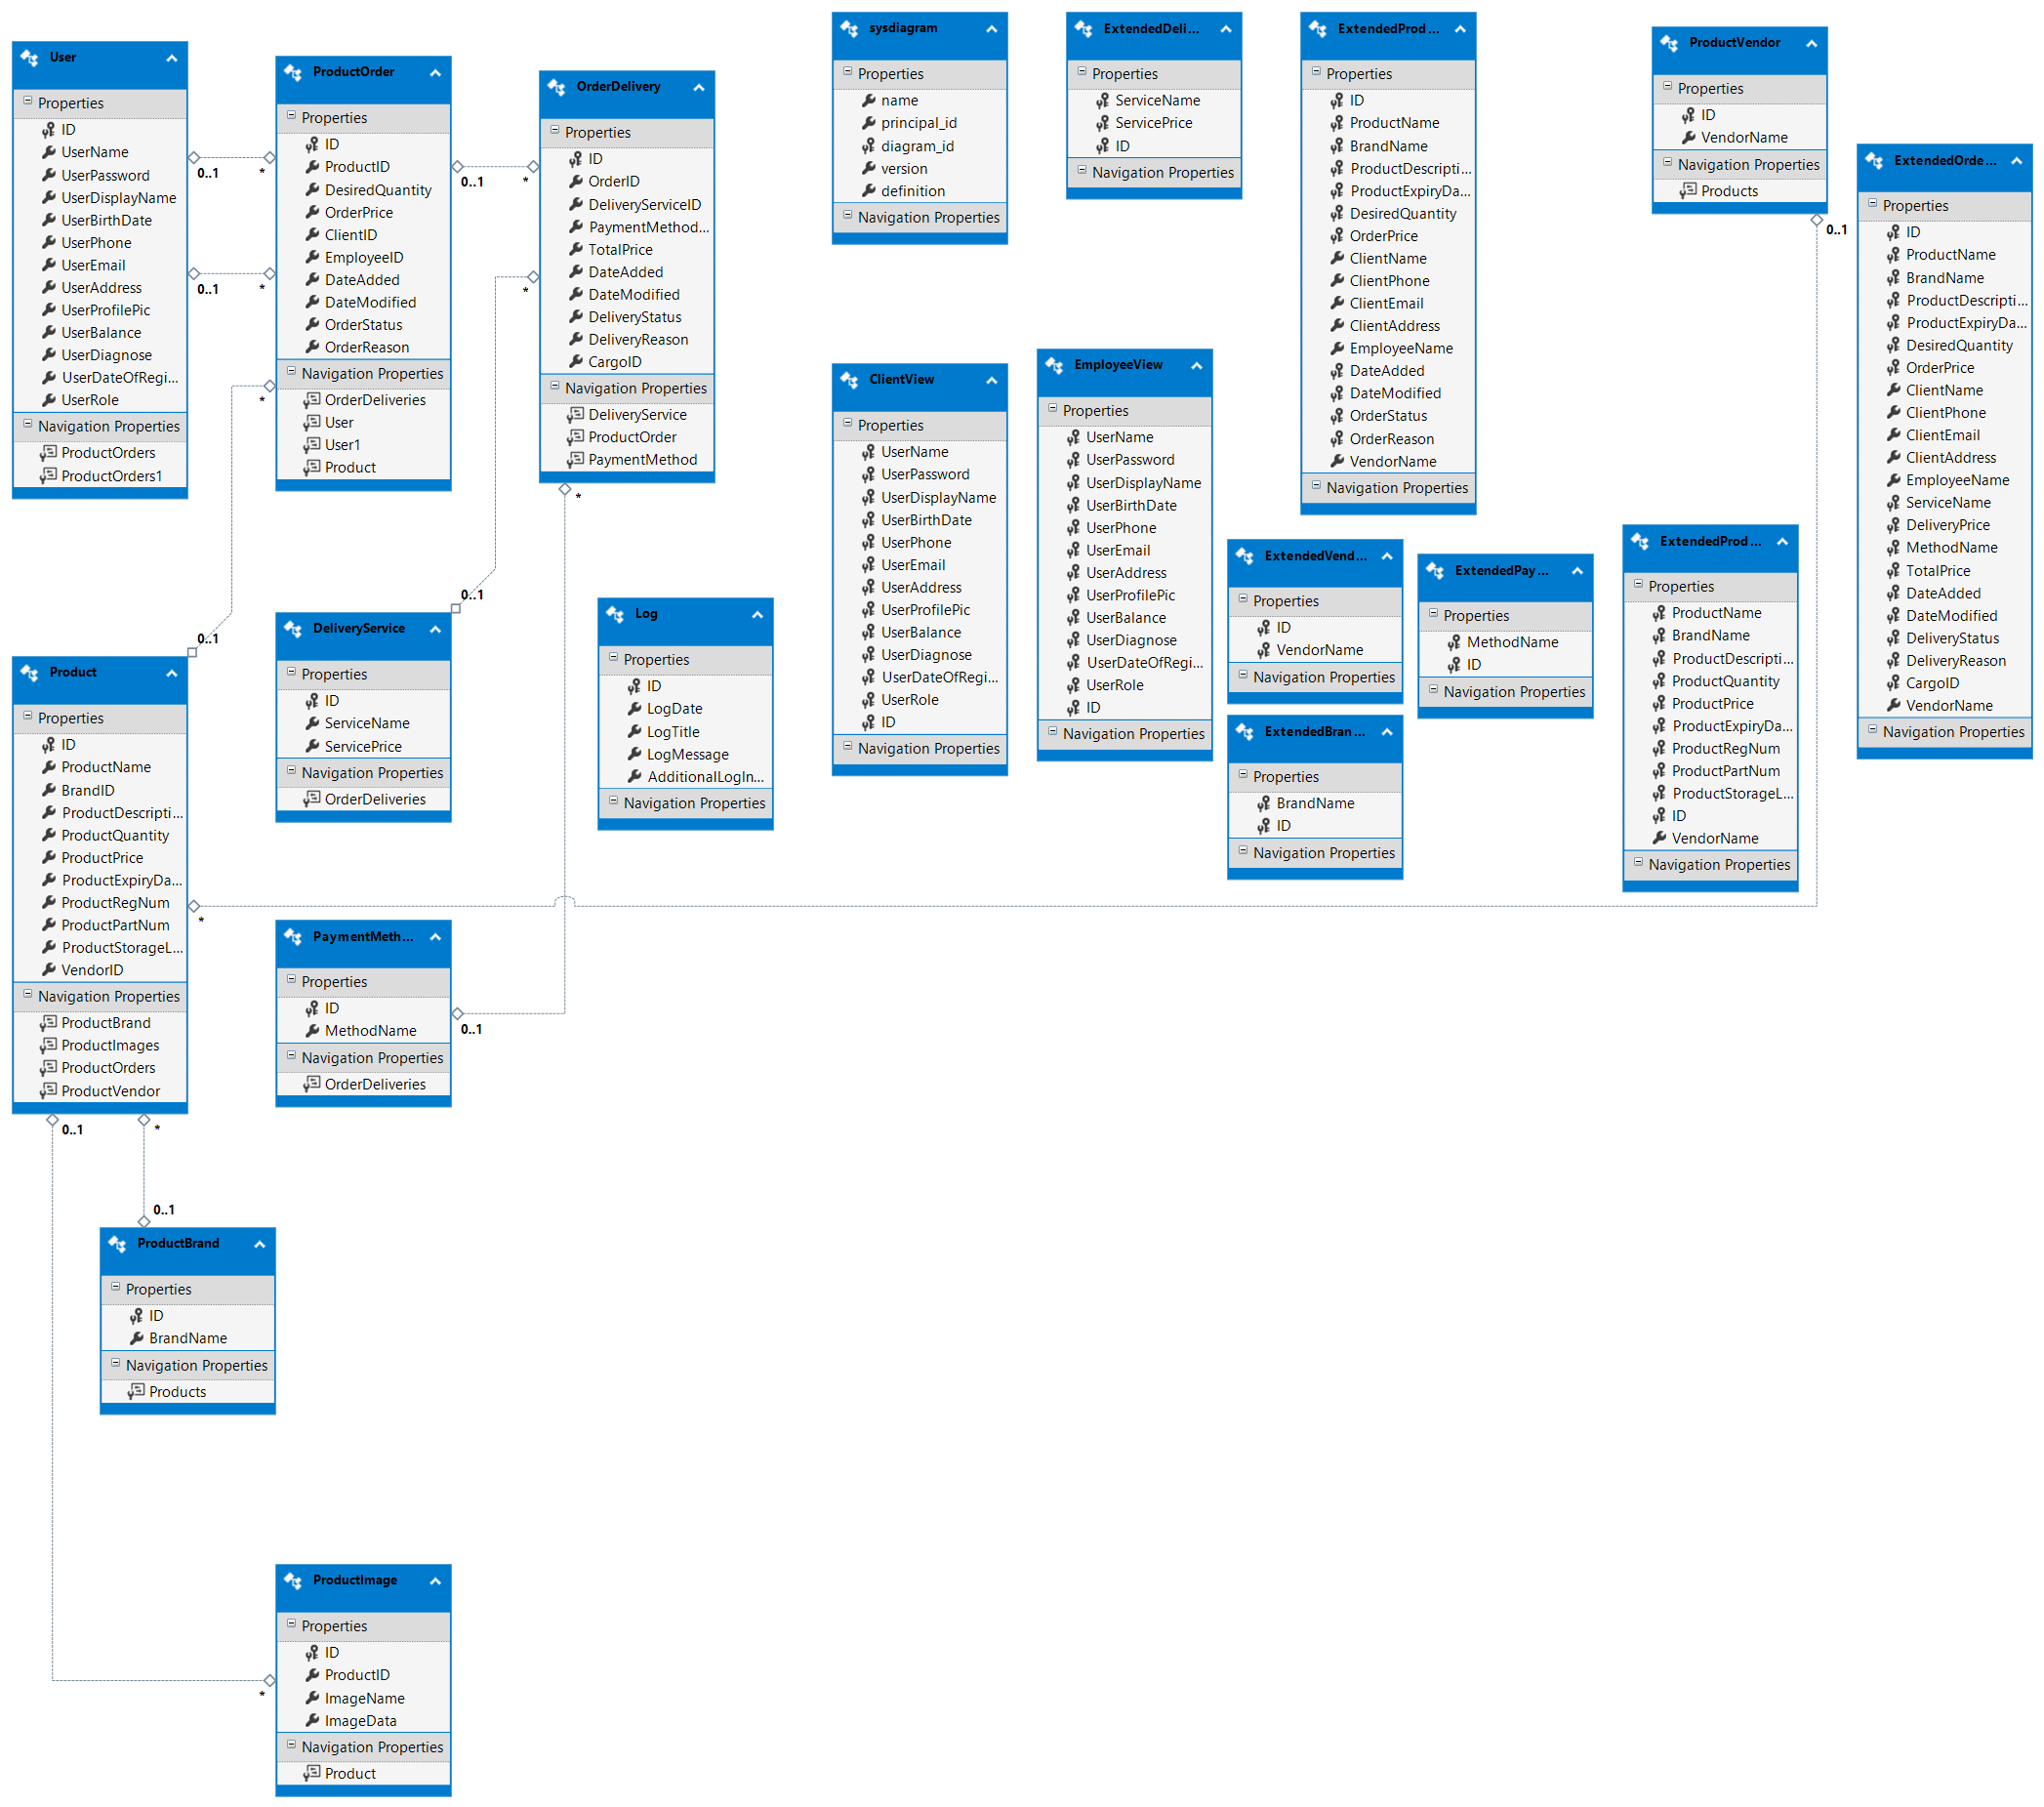 User
Properties
ID
UserName
UserPassword
UserDisplayName
UserBirthDate
UserPhone
UserEmail
UserAddress
UserProfilePic
UserBalance
UserDiagnose
UserDateOfRegi...
UserRole
Navigation Properties
ProductOrders
ProductOrders1
0..1
*
0..1
*
ProductOrder
Properties
ID
ProductID
DesiredQuantity
OrderPrice
ClientID
EmployeeID
DateAdded
DateModified
OrderStatus
OrderReason
Navigation Properties
OrderDeliveries
User
User1
Product
0..1
*
*
0..1
OrderDelivery
Properties
ID
OrderID
DeliveryServiceID
PaymentMethod...
TotalPrice
DateAdded
DateModified
DeliveryStatus
DeliveryReason
CargoID
Navigation Properties
DeliveryService
ProductOrder
PaymentMethod
*
0..1
*
0..1
sysdiagram
Properties
name
principal_id
diagram_id
version
definition
Navigation Properties
ExtendedDeli...
Properties
ServiceName
ServicePrice
ID
Navigation Properties
ExtendedProd...
Properties
ID
ProductName
BrandName
ProductDescripti...
ProductExpiryDa...
DesiredQuantity
OrderPrice
ClientName
ClientPhone
ClientEmail
ClientAddress
EmployeeName
DateAdded
DateModified
OrderStatus
OrderReason
VendorName
Navigation Properties
ProductVendor
Properties
ID
VendorName
Navigation Properties
Products
0..1
*
ExtendedOrde...
Properties
ID
ProductName
BrandName
ProductDescripti...
ProductExpiryDa...
DesiredQuantity
OrderPrice
ClientName
ClientPhone
ClientEmail
ClientAddress
EmployeeName
ServiceName
DeliveryPrice
MethodName
TotalPrice
DateAdded
DateModified
DeliveryStatus
DeliveryReason
CargoID
VendorName
Navigation Properties
ClientView
Properties
UserName
UserPassword
UserDisplayName
UserBirthDate
UserPhone
UserEmail
UserAddress
UserProfilePic
UserBalance
UserDiagnose
UserDateOfRegi...
UserRole
ID
Navigation Properties
EmployeeView
Properties
UserName
UserPassword
UserDisplayName
UserBirthDate
UserPhone
UserEmail
UserAddress
UserProfilePic
UserBalance
UserDiagnose
UserDateOfRegi...
UserRole
ID
Navigation Properties
ExtendedVend...
Properties
ID
VendorName
Navigation Properties
ExtendedPay...
Properties
MethodName
ID
Navigation Properties
ExtendedProd...
Properties
ProductName
BrandName
ProductDescripti...
ProductQuantity
ProductPrice
ProductExpiryDa...
ProductRegNum
ProductPartNum
ProductStorageL...
ID
VendorName
Navigation Properties
ExtendedBran...
Properties
BrandName
ID
Navigation Properties
Log
Properties
ID
LogDate
LogTitle
LogMessage
AdditionalLogIn...
Navigation Properties
DeliveryService
Properties
ID
ServiceName
ServicePrice
Navigation Properties
OrderDeliveries
Product
Properties
ID
ProductName
BrandID
ProductDescripti...
ProductQuantity
ProductPrice
ProductExpiryDa...
ProductRegNum
ProductPartNum
ProductStorageL...
VendorID
Navigation Properties
ProductBrand
ProductImages
ProductOrders
ProductVendor
PaymentMeth...
Properties
ID
MethodName
Navigation Properties
OrderDeliveries
0..1
*
*
0..1
ProductBrand
Properties
ID
BrandName
Navigation Properties
Products
ProductImage
Properties
ID
ProductID
ImageName
ImageData
Navigation Properties
Product